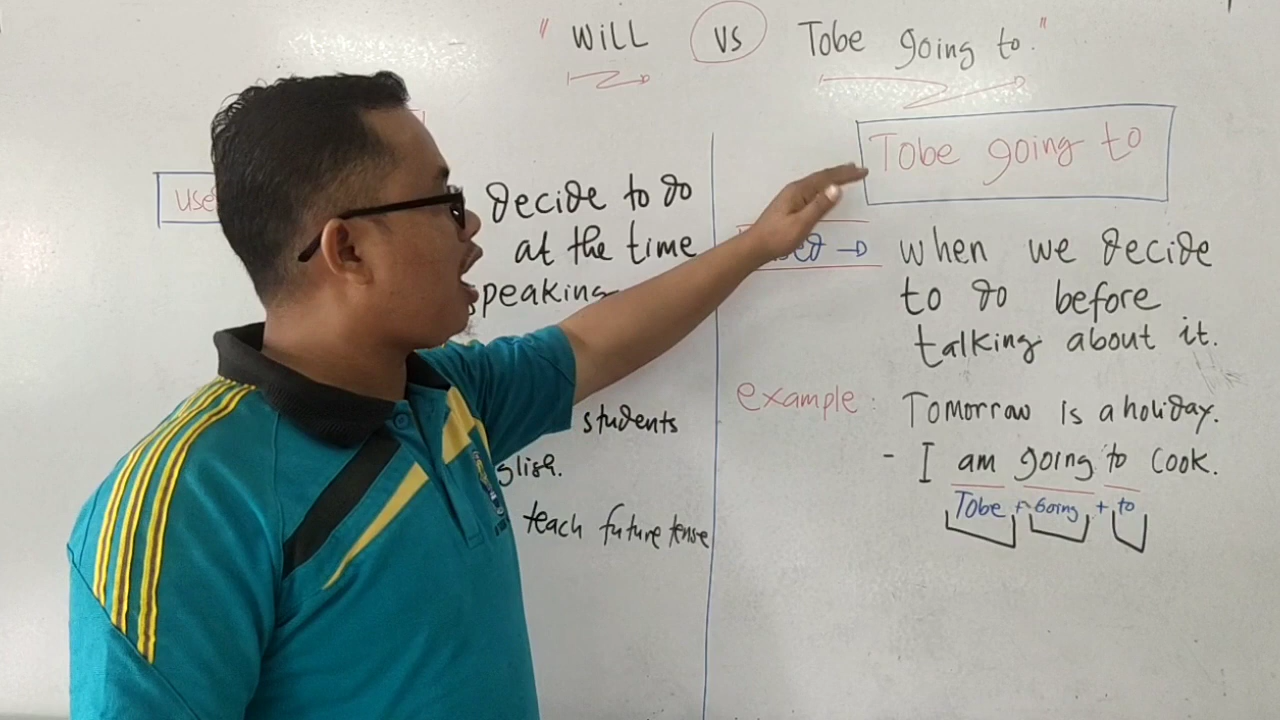 " WiLL vs Tobe going to. "
use
decide to do
at the time
speaking
students
glish.
teach future tense
Tobe going to
used → when we decide
to do before
talking about it.
example : Tomorrow is a holiday.
- I am going to cook.
Tobe + Going + to